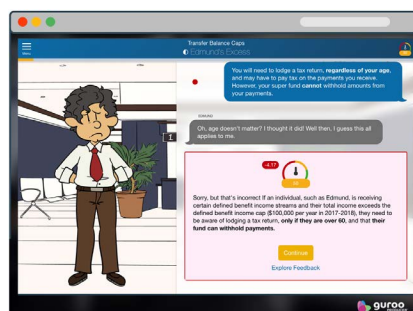 Transfer Balance Caps
Edmund's Excess
Menu
You will need to lodge a tax return, regardless of your age,
and may have to pay tax on the payments you receive.
However, your super fund cannot withhold amounts from
your payments.
EDMUND
Oh, age doesn't matter? I thought it did! Well then, I guess this all
applies to me.
-4.17
Sorry, but that's incorrect! If an individual, such as Edmund, is receiving
certain defined benefit income streams and their total income exceeds the
defined benefit income cap ($100,000 per year in 2017-2018), they need to
be aware of lodging a tax return, only if they are over 60, and that their
fund can withhold payments.
Continue
Explore Feedback
guroo